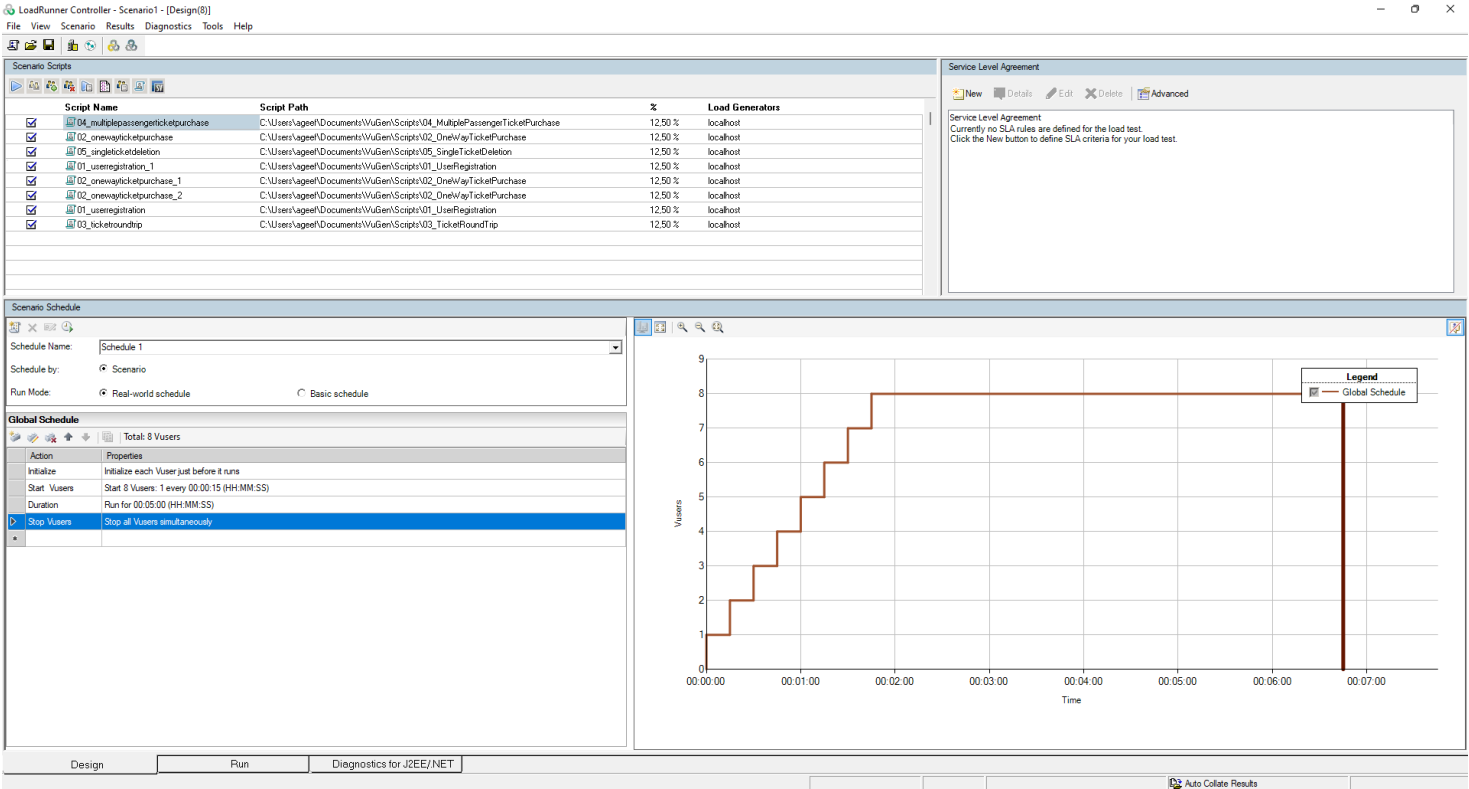 LoadRunner Controller - Scenario1 - [Design(8)]
File View Scenario Results Diagnostics Tools Help
Scenario Scripts
Script Name Script Path % Load Generators
04_multiplepassengerticketpurchase C:\Users\ageef\Documents\VuGen\Scripts\04_MultiplePassengerTicketPurchase 12,50 % localhost
02_onewayticketpurchase C:\Users\ageef\Documents\VuGen\Scripts\02_OneWayTicketPurchase 12,50 % localhost
05_singleticketdeletion C:\Users\ageef\Documents\VuGen\Scripts\05_SingleTicketDeletion 12,50 % localhost
01_userregistration_1 C:\Users\ageef\Documents\VuGen\Scripts\01_UserRegistration 12,50 % localhost
02_onewayticketpurchase_1 C:\Users\ageef\Documents\VuGen\Scripts\02_OneWayTicketPurchase 12,50 % localhost
02_onewayticketpurchase_2 C:\Users\ageef\Documents\VuGen\Scripts\02_OneWayTicketPurchase 12,50 % localhost
01_userregistration C:\Users\ageef\Documents\VuGen\Scripts\01_UserRegistration 12,50 % localhost
03_ticketroundtrip C:\Users\ageef\Documents\VuGen\Scripts\03_TicketRoundTrip 12,50 % localhost
Service Level Agreement
New Details Edit Delete Advanced
Service Level Agreement
Currently no SLA rules are defined for the load test.
Click the New button to define SLA criteria for your load test.
Scenario Schedule
Schedule Name: Schedule 1
Schedule by: Scenario
Run Mode: Real-world schedule Basic schedule
Global Schedule
Total: 8 Vusers
Action Properties
Initialize Initialize each Vuser just before it runs
Start Vusers Start 8 Vusers: 1 every 00:00:15 (HH:MM:SS)
Duration Run for 00:05:00 (HH:MM:SS)
Stop Vusers Stop all Vusers simultaneously
Legend
Global Schedule
9
8
7
6
5
4
3
2
1
0
Vusers
00:00:00 00:01:00 00:02:00 00:03:00 00:04:00 00:05:00 00:06:00 00:07:00
Time
Design Run Diagnostics for J2EE/.NET
Auto Collate Results